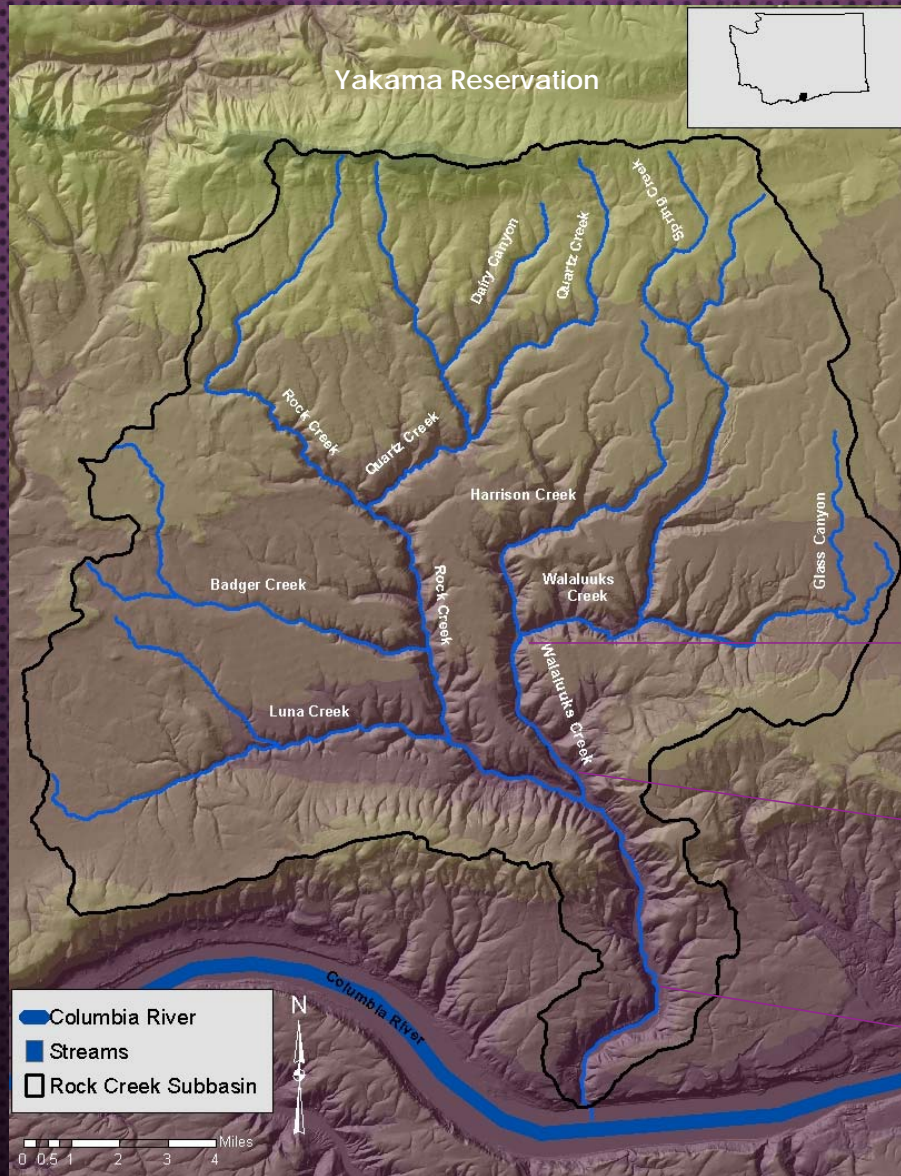 Yakama Reservation
Spring Creek
Dairy Canyon
Quartz Creek
Rock Creek
Quartz Creek
Harrison Creek
Glass Canyon
Badger Creek
Rock Creek
Walaluuks
Creek
Walaluuks Creek
Luna Creek
Columbia River
Columbia River
Streams
Rock Creek Subbasin
N
Miles
0 0.5 1 2 3 4